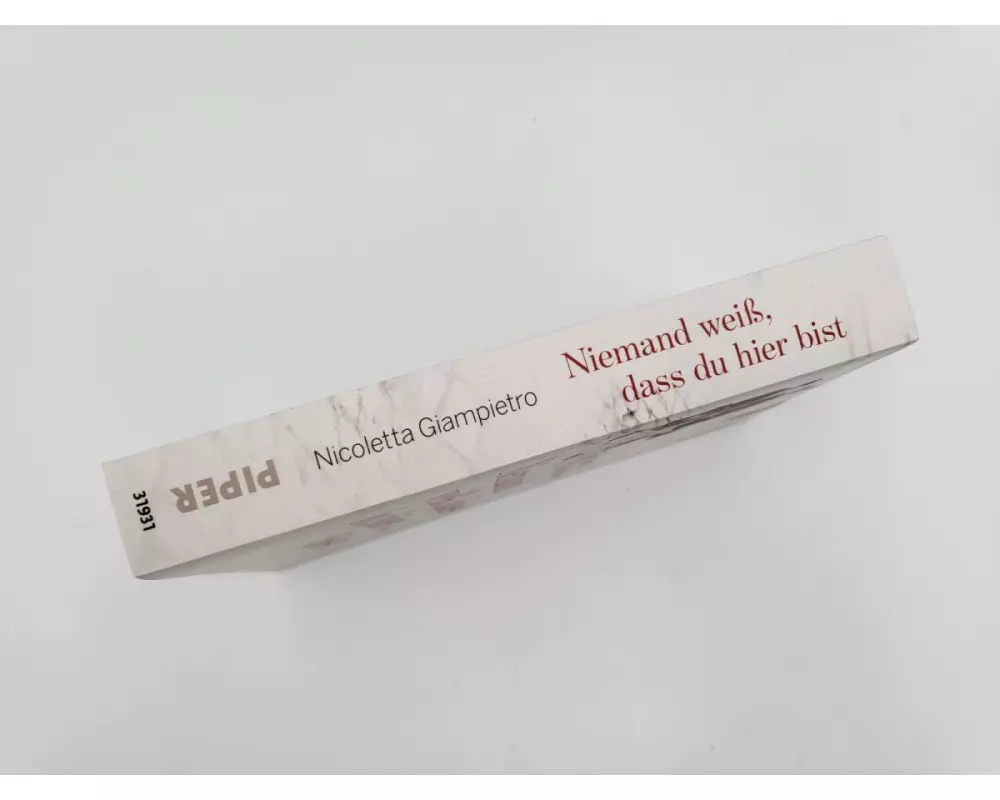 Niemand weiß,
dass du hier bist
Nicoletta Giampietro
PIPER
31931